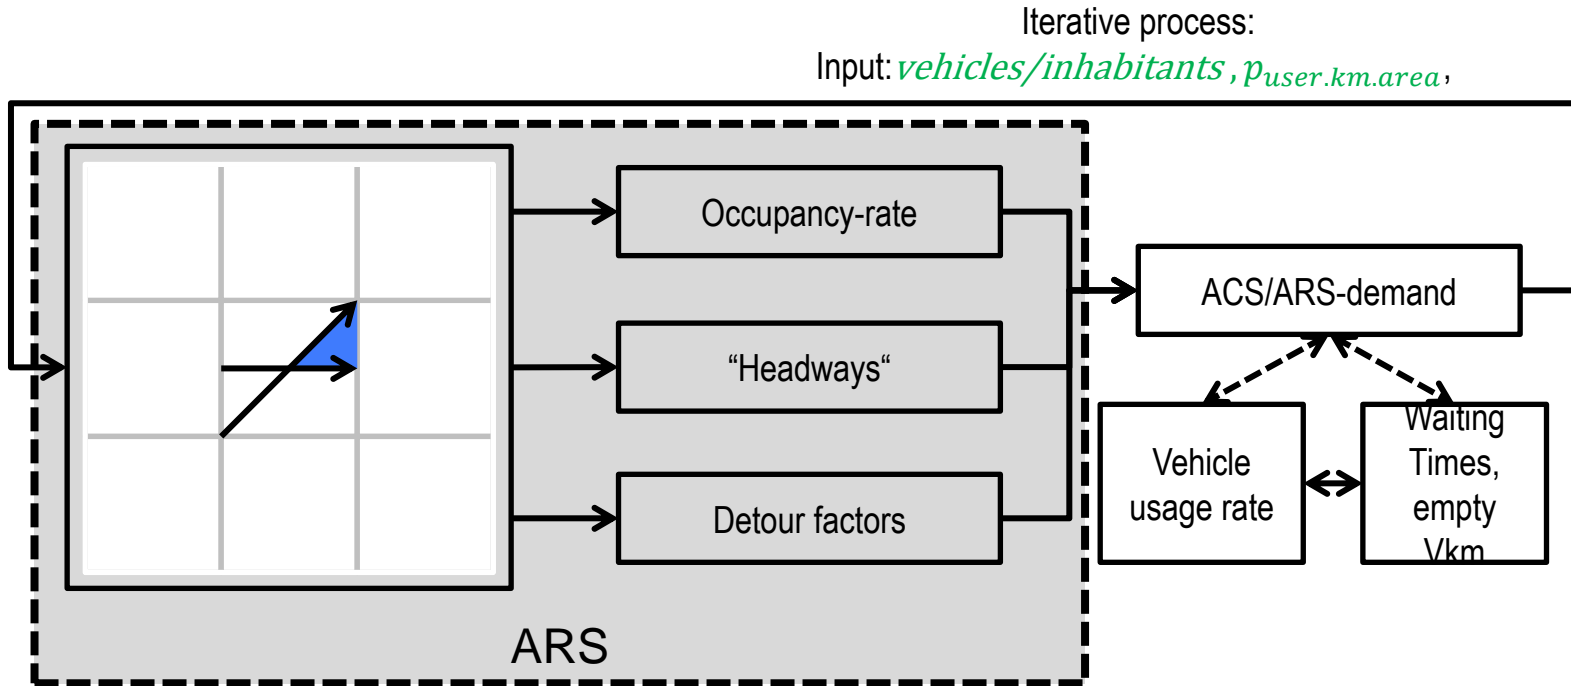 Iterative process:
Input: vehicles/inhabitants, p_user.km.area,
Occupancy-rate
“Headways“
Detour factors
ARS
ACS/ARS-demand
Vehicle
usage rate
Waiting
Times,
empty
Vkm